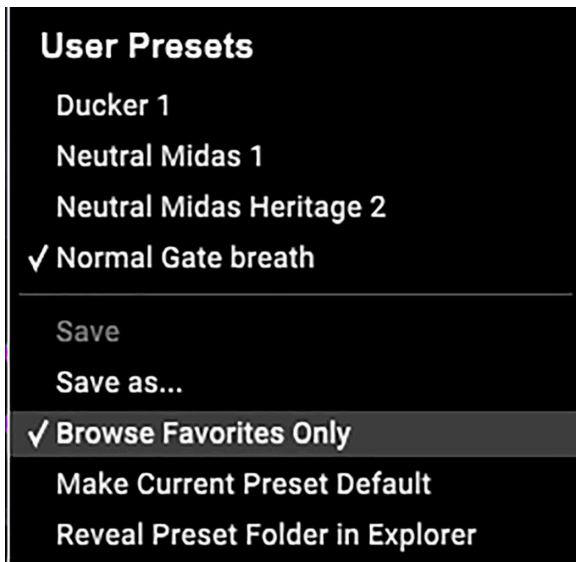 User Presets
Ducker 1
Neutral Midas 1
Neutral Midas Heritage 2
✓ Normal Gate breath
Save
Save as...
✓ Browse Favorites Only
Make Current Preset Default
Reveal Preset Folder in Explorer